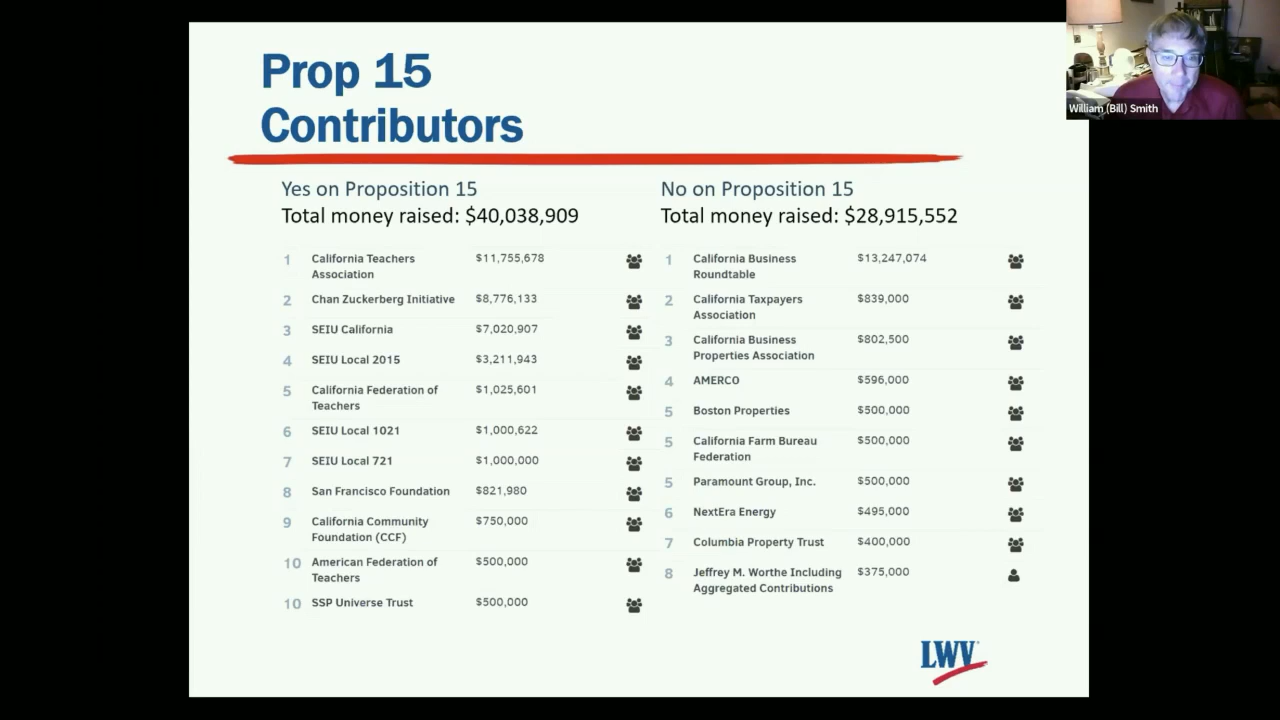 Prop 15
Contributors
William (Bill) Smith
Yes on Proposition 15
Total money raised: $40,038,909
1 California Teachers Association $11,755,678
2 Chan Zuckerberg Initiative $8,776,133
3 SEIU California $7,020,907
4 SEIU Local 2015 $3,211,943
5 California Federation of Teachers $1,025,601
6 SEIU Local 1021 $1,000,622
7 SEIU Local 721 $1,000,000
8 San Francisco Foundation $821,980
9 California Community Foundation (CCF) $750,000
10 American Federation of Teachers $500,000
10 SSP Universe Trust $500,000
No on Proposition 15
Total money raised: $28,915,552
1 California Business Roundtable $13,247,074
2 California Taxpayers Association $839,000
3 California Business Properties Association $802,500
4 AMERCO $596,000
5 Boston Properties $500,000
5 California Farm Bureau Federation $500,000
5 Paramount Group, Inc. $500,000
6 NextEra Energy $495,000
7 Columbia Property Trust $400,000
8 Jeffrey M. Worthe Including Aggregated Contributions $375,000
LWV